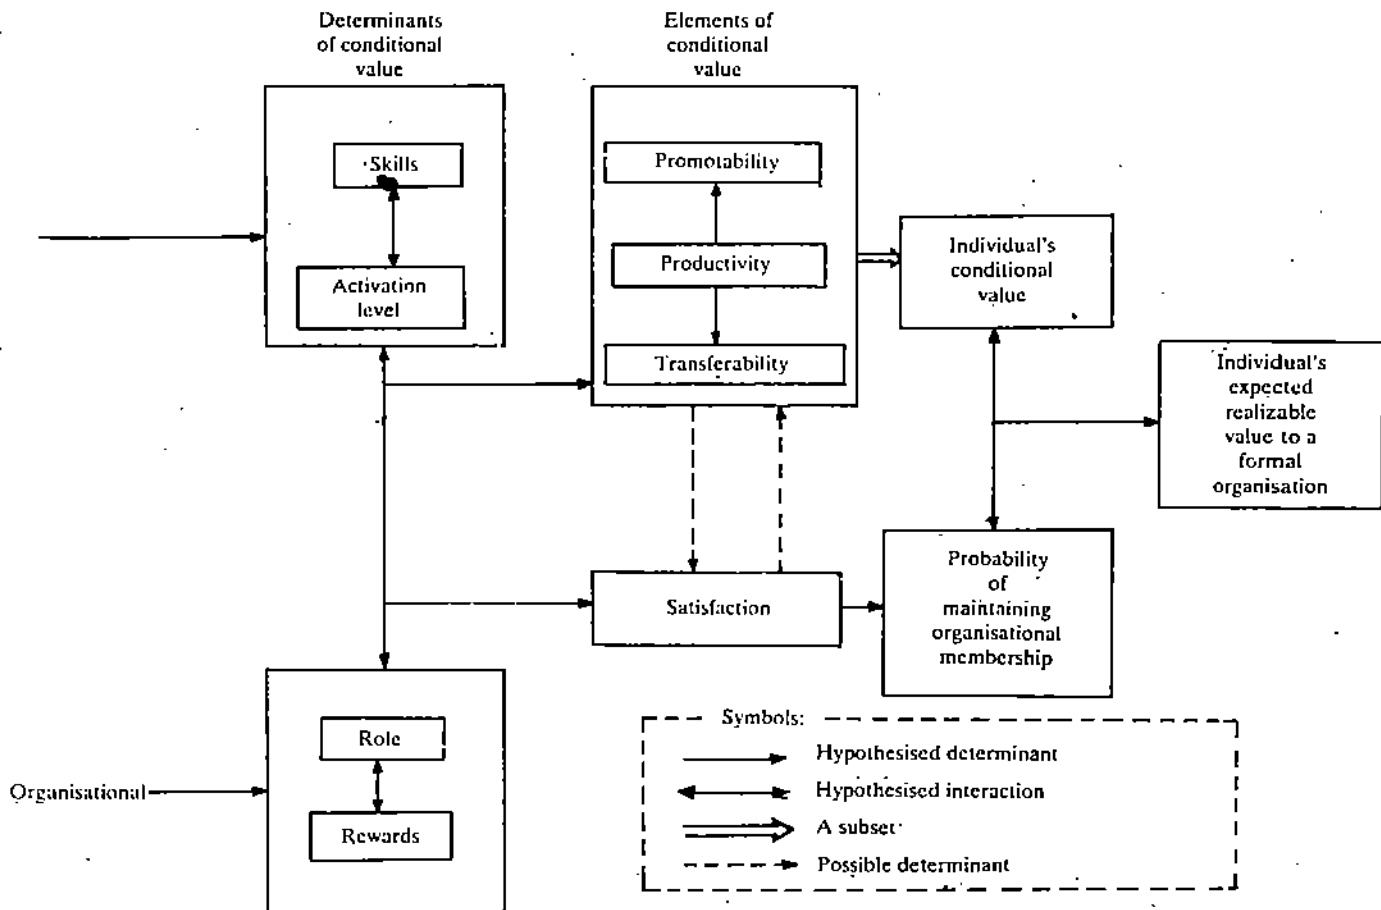 Determinants
of conditional
value
Elements of
conditional
value
Skills
Activation
level
Promotability
Productivity
Transferability
Individual's
conditional
value
Individual's
expected
realizable
value to a
formal
organisation
Satisfaction
Probability
of
maintaining
organisational
membership
Organisational
Role
Rewards
Symbols:
Hypothesised determinant
Hypothesised interaction
A subset
Possible determinant